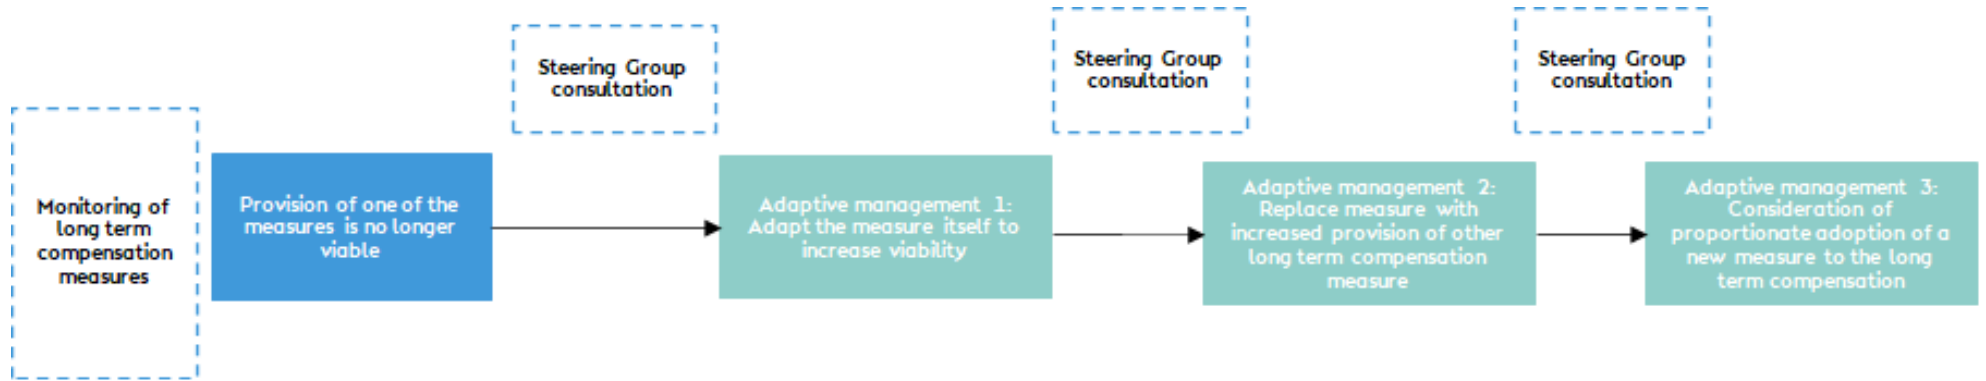 Monitoring of
long term
compensation
measures
Provision of one of the
measures is no longer
viable
Steering Group
consultation
Adaptive management 1:
Adapt the measure itself to
increase viability
Steering Group
consultation
Adaptive management 2:
Replace measure with
increased provision of other
long term compensation
measure
Steering Group
consultation
Adaptive management 3:
Consideration of
proportionate adoption of a
new measure to the long
term compensation